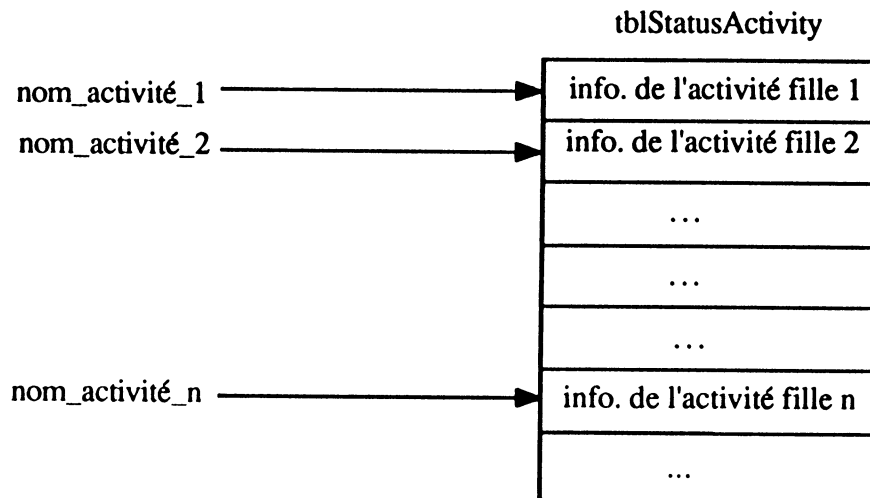 tblStatusActivity
nom_activité_1 info. de l'activité fille 1
nom_activité_2 info. de l'activité fille 2
...
...
...
nom_activité_n info. de l'activité fille n
...